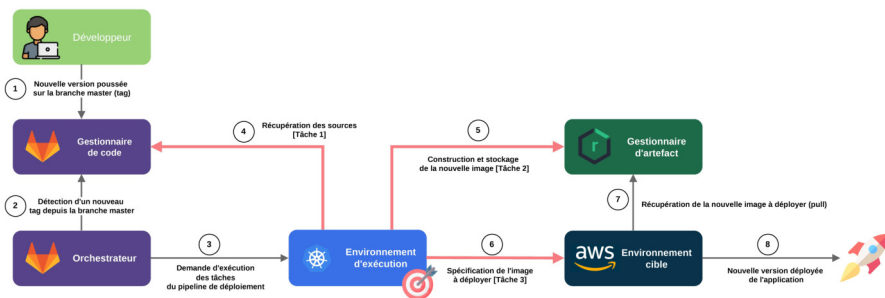 Développeur
1
Nouvelle version poussée
sur la branche master (tag)
Gestionnaire
de code
4
Récupération des sources
[Tâche 1]
5
Construction et stockage
de la nouvelle image [Tâche 2]
r
Gestionnaire
d'artefact
2
Détection d'un nouveau
tag depuis la branche master
7
Récupération de la nouvelle image à déployer (pull)
Orchestrateur
3
Demande d'exécution
des tâches
du pipeline de déploiement
Environnement
d'exécution
6
Spécification de l'image
à déployer [Tâche 3]
aws
Environnement
cible
8
Nouvelle version déployée
de l'application